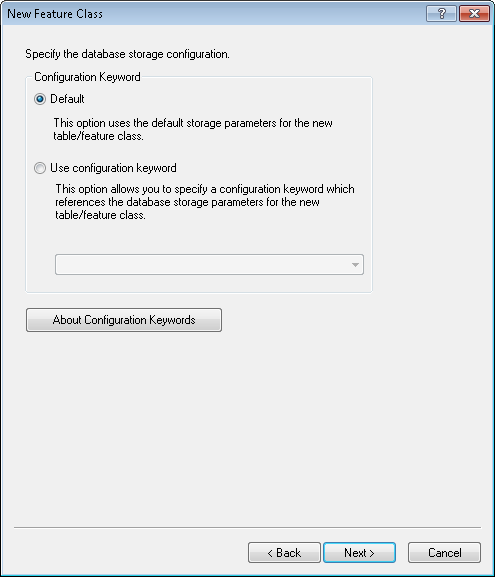 New Feature Class
?
Specify the database storage configuration.
Configuration Keyword
Default
This option uses the default storage parameters for the new
table/feature class.
Use configuration keyword
This option allows you to specify a configuration keyword which
references the database storage parameters for the new
table/feature class.
About Configuration Keywords
< Back
Next >
Cancel